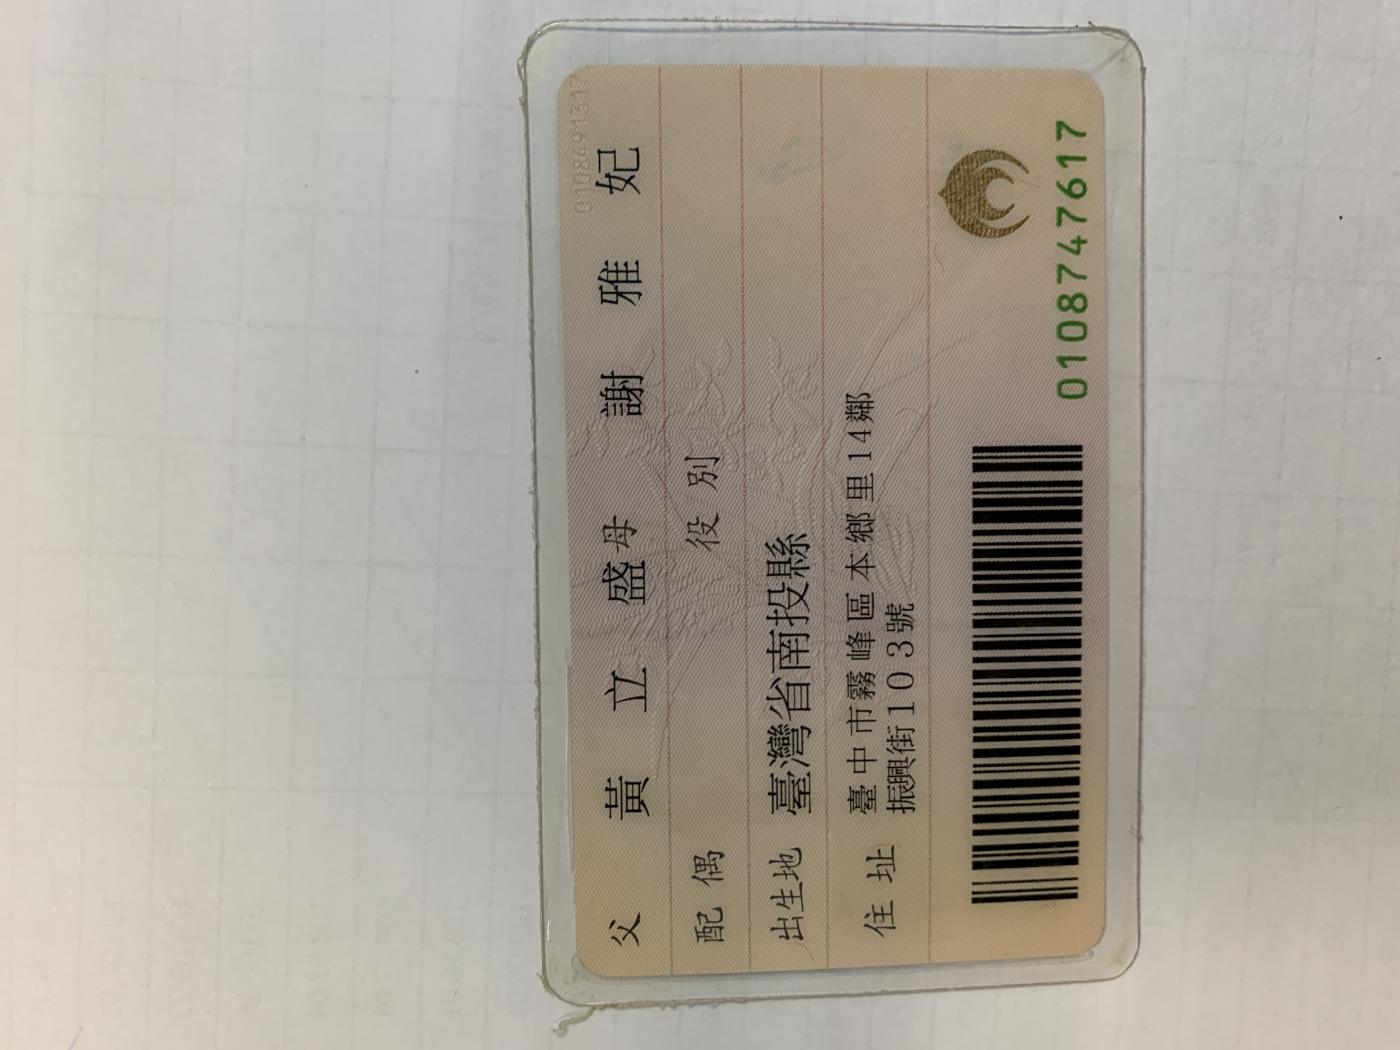 0108491317
父 黃立盛 母 謝雅妃
配偶 役別
出生地 臺灣省南投縣
住址 臺中市霧峰區本鄉里14鄰
振興街103號
0108747617